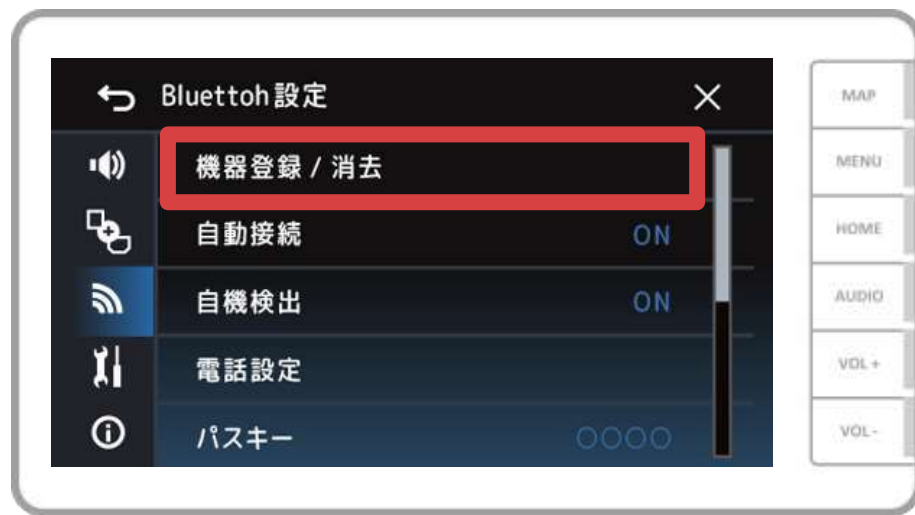 Bluettoh設定
機器登録 / 消去
自動接続 ON
自機検出 ON
電話設定
パスキー ○○○○
MAP
MENU
HOME
AUDIO
VOL +
VOL -